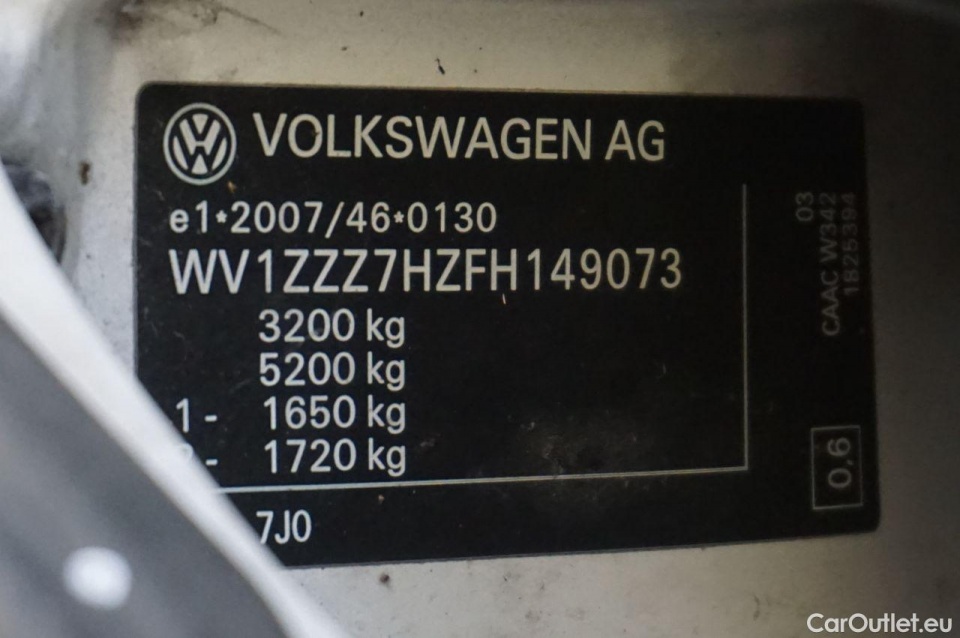 VOLKSWAGEN AG
e1*2007/46*0130
WV1ZZZ7HZFH149073
3200 kg
5200 kg
1- 1650 kg
2- 1720 kg
7J0
03
CAAC W342
1825394
0,6
CarOutlet.eu